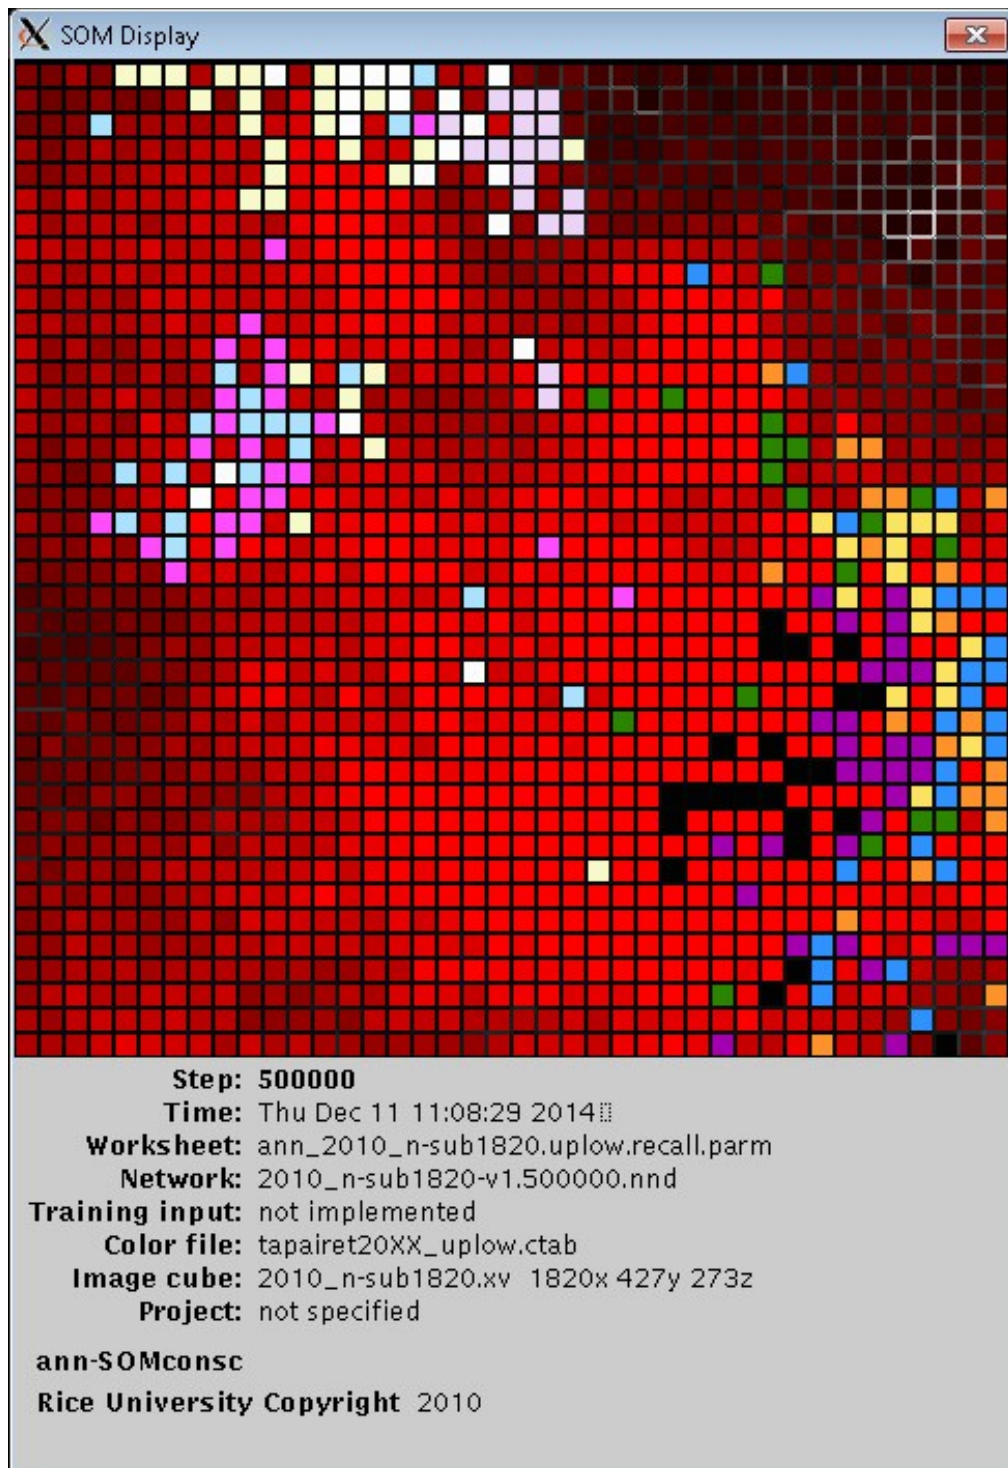 SOM Display
Step: 500000
Time: Thu Dec 11 11:08:29 2014
Worksheet: ann_2010_n-sub1820.uplow.recall.parm
Network: 2010_n-sub1820-v1.500000.nnd
Training input: not implemented
Color file: tapairet20XX_uplow.ctab
Image cube: 2010_n-sub1820.xv 1820x 427y 273z
Project: not specified
ann-SOMconsc
Rice University Copyright 2010